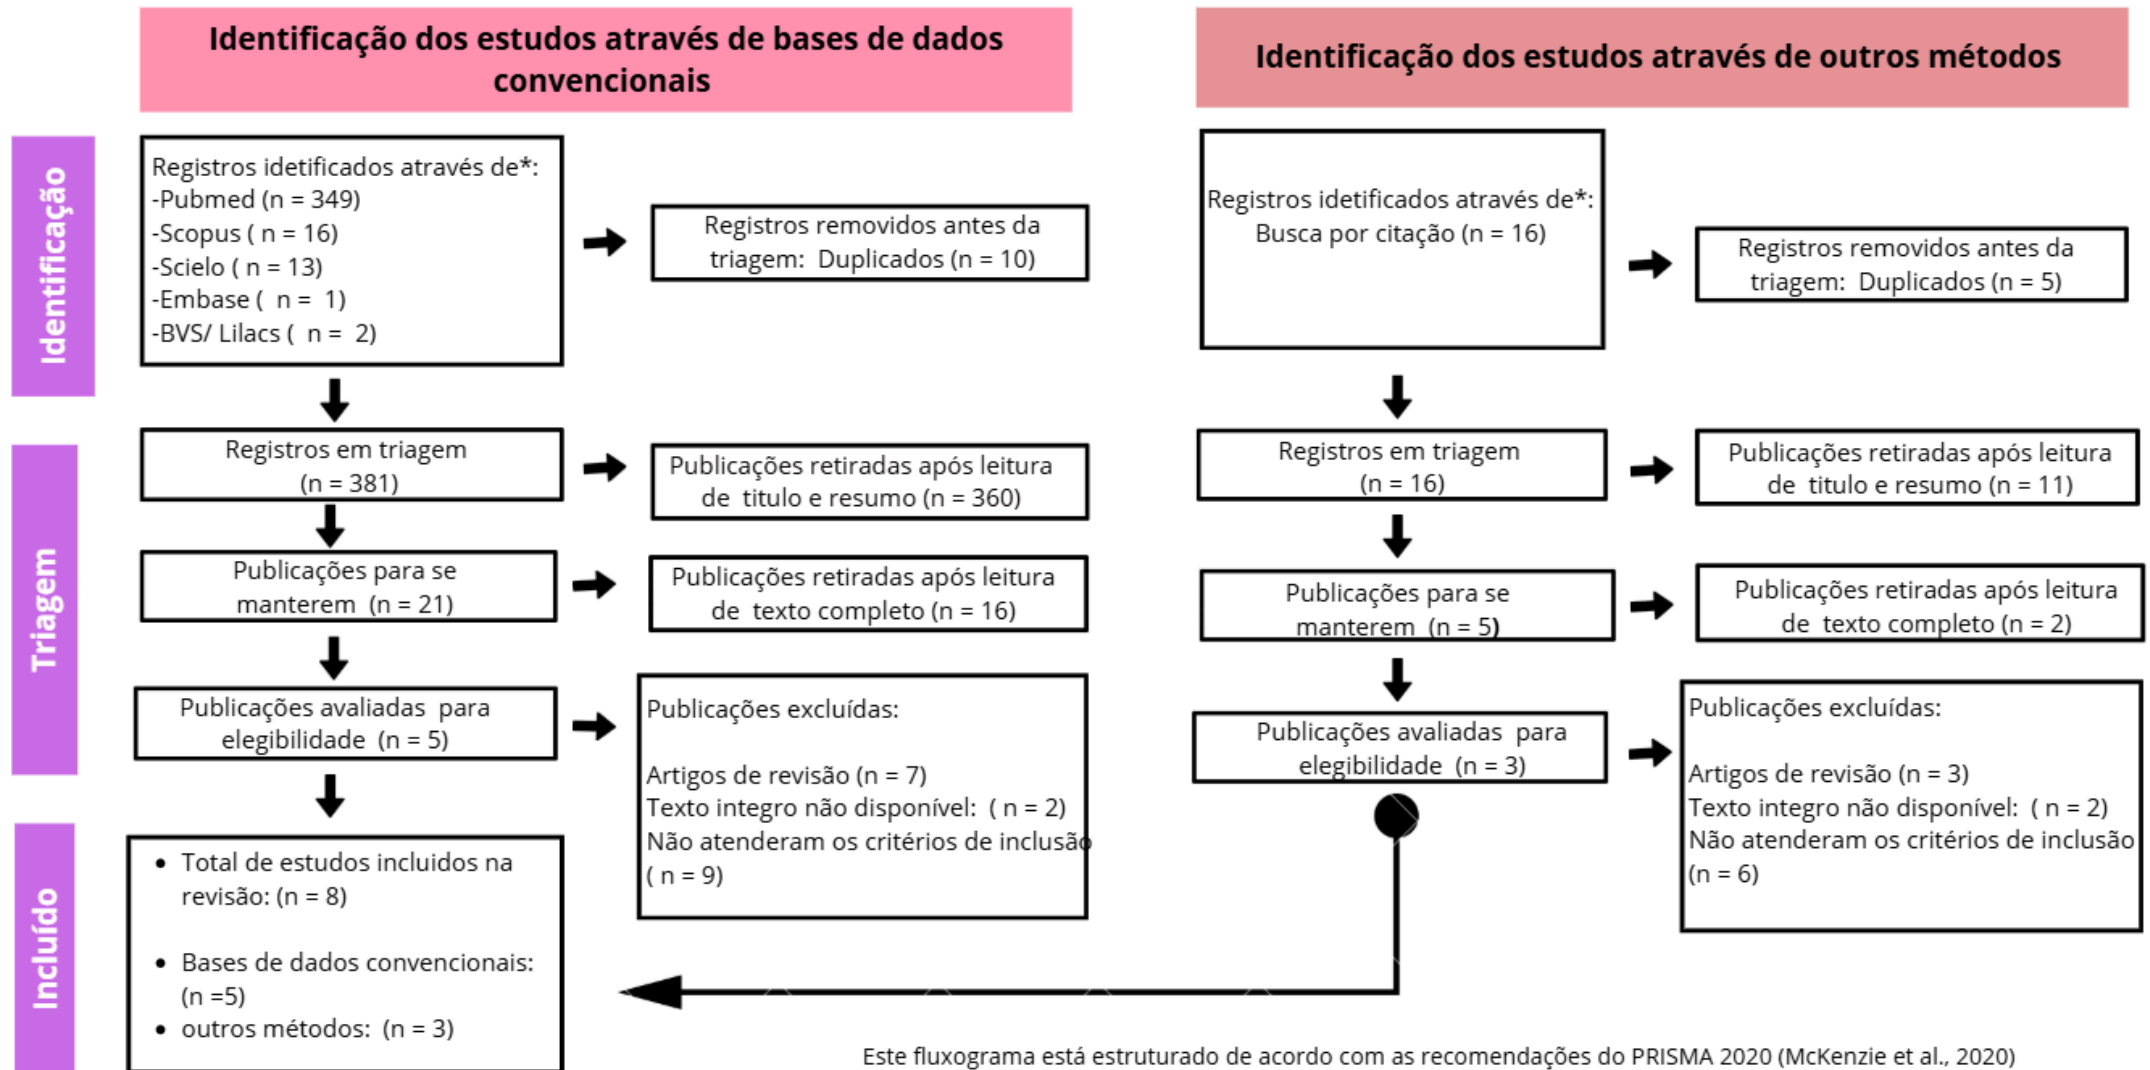 Identificação dos estudos através de bases de dados
convencionais
Identificação dos estudos através de outros métodos
Identificação
Registros idetificados através de*:
-Pubmed (n = 349)
-Scopus ( n = 16)
-Scielo ( n = 13)
-Embase (  n =  1)
-BVS/ Lilacs (  n =  2)
Registros removidos antes da
triagem:  Duplicados (n = 10)
Registros idetificados através de*:
Busca por citação (n = 16)
Registros removidos antes da
triagem:  Duplicados (n = 5)
Triagem
Registros em triagem
(n = 381)
Publicações retiradas após leitura
de  titulo e resumo (n = 360)
Registros em triagem
(n = 16)
Publicações retiradas após leitura
de  titulo e resumo (n = 11)
Publicações para se
manterem  (n = 21)
Publicações retiradas após leitura
de  texto completo (n = 16)
Publicações para se
manterem  (n = 5)
Publicações retiradas após leitura
de  texto completo (n = 2)
Publicações avaliadas  para
elegibilidade  (n = 5)
Publicações excluídas:
Artigos de revisão (n = 7)
Texto integro não disponível:  ( n = 2)
Não atenderam os critérios de inclusão
( n = 9)
Publicações avaliadas  para
elegibilidade  (n = 3)
Publicações excluídas:
Artigos de revisão (n = 3)
Texto integro não disponível:  ( n = 2)
Não atenderam os critérios de inclusão
(n = 6)
Incluído
• Total de estudos incluidos na
revisão: (n = 8)
• Bases de dados convencionais:
(n =5)
• outros métodos:  (n = 3)
Este fluxograma está estruturado de acordo com as recomendações do PRISMA 2020 (McKenzie et al., 2020)